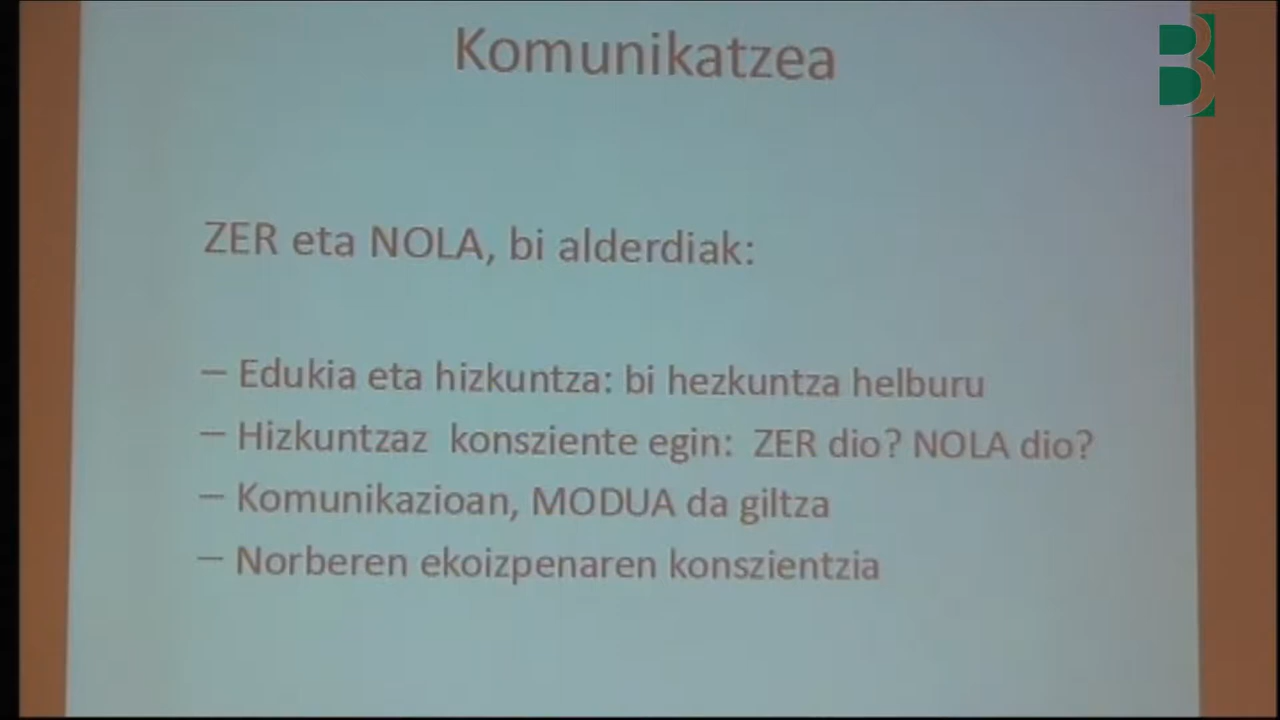 Komunikatzea
B
ZER eta NOLA, bi alderdiak:
– Edukia eta hizkuntza: bi hezkuntza helburu
– Hizkuntzaz konsziente egin: ZER dio? NOLA dio?
– Komunikazioan, MODUA da giltza
– Norberen ekoizpenaren konszientzia